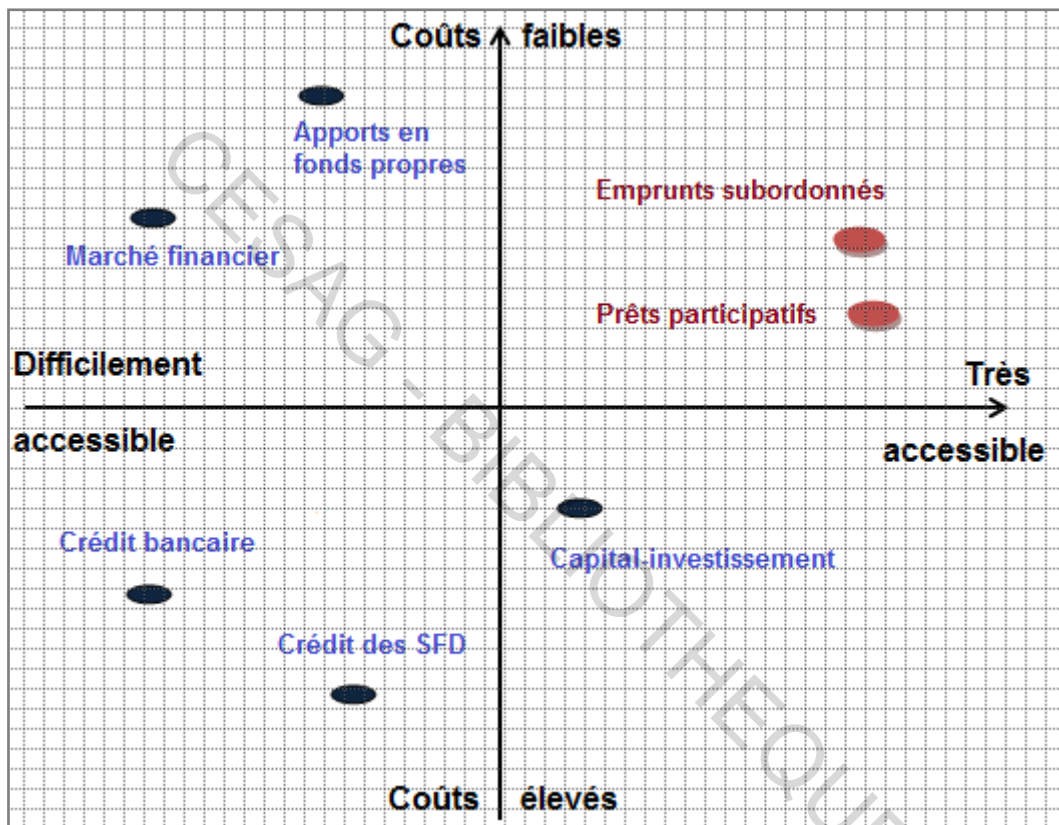 Coûts faibles
Apports en
fonds propres
Emprunts subordonnés
Marché financier
Prêts participatifs
Difficilement
Très
accessible
accessible
Crédit bancaire
Capital-investissement
Crédit des SFD
Coûts élevés
CESAG - BIBLIOTHEQUE